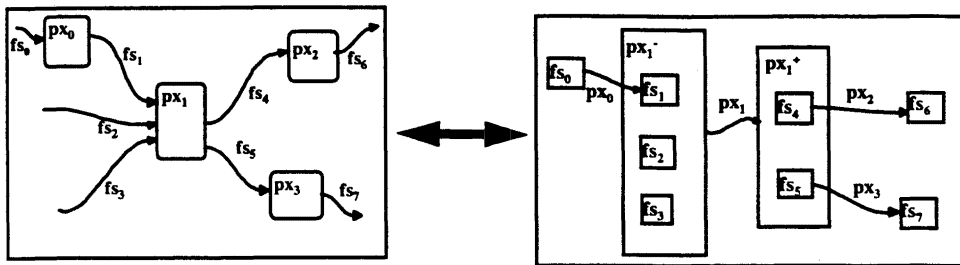 fs₀
px₀
fs₁
fs₂
fs₃
px₁
fs₄
fs₅
px₂
fs₆
px₃
fs₇
px₁⁻
fs₀
px₀
fs₁
fs₂
fs₃
px₁
px₁⁺
fs₄
fs₅
px₂
fs₆
px₃
fs₇